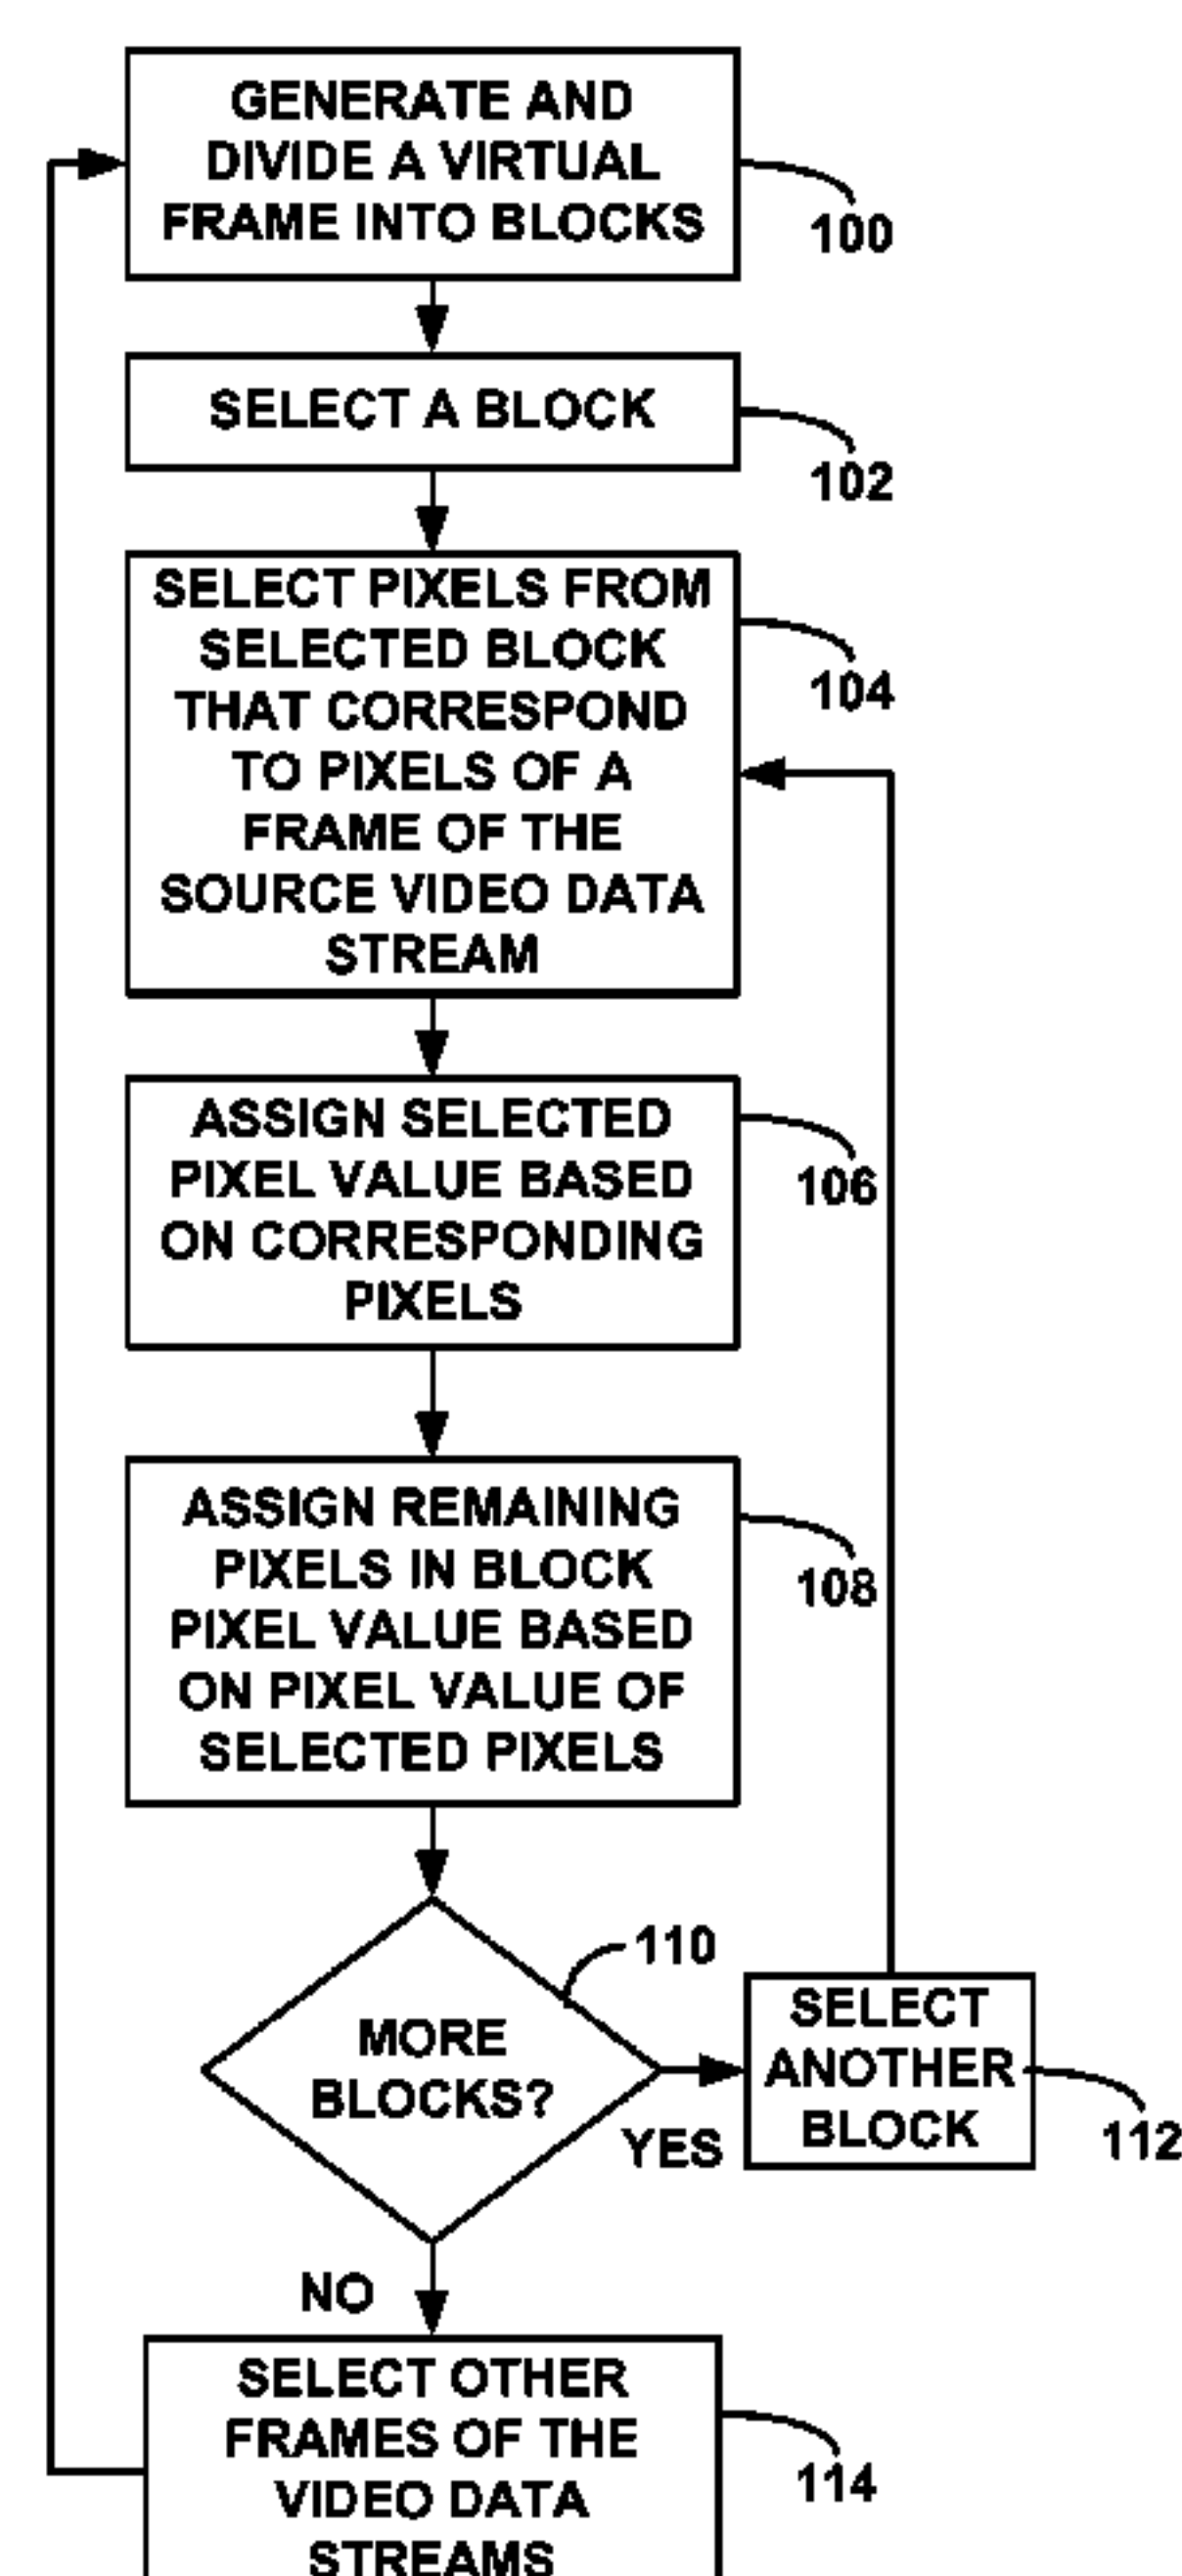 GENERATE AND
DIVIDE A VIRTUAL
FRAME INTO BLOCKS
100
SELECT A BLOCK
102
SELECT PIXELS FROM
SELECTED BLOCK
THAT CORRESPOND
TO PIXELS OF A
FRAME OF THE
SOURCE VIDEO DATA
STREAM
104
ASSIGN SELECTED
PIXEL VALUE BASED
ON CORRESPONDING
PIXELS
106
ASSIGN REMAINING
PIXELS IN BLOCK
PIXEL VALUE BASED
ON PIXEL VALUE OF
SELECTED PIXELS
108
110
MORE
BLOCKS?
YES
SELECT
ANOTHER
BLOCK
112
NO
SELECT OTHER
FRAMES OF THE
VIDEO DATA
STREAMS
114